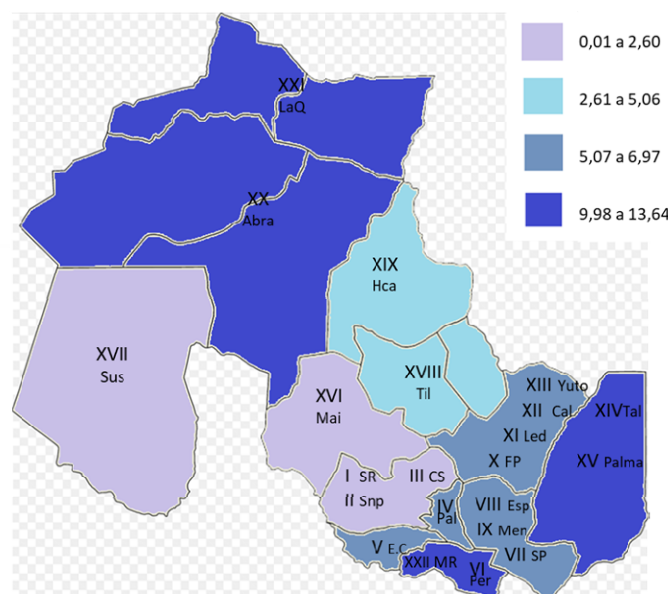 0,01 a 2,60
2,61 a 5,06
5,07 a 6,97
9,98 a 13,64
XXI
LaQ
XX
Abra
XIX
Hca
XVII
Sus
XVIII
Til
XVI
Mai
XIII Yuto
XII Cal
XI Led
X FP
XIV Tal
XV Palma
I SR
III CS
II Snp
IV
Pal
VIII Esp
IX Men
VII SP
V E.C
XXII MR
VI
Per